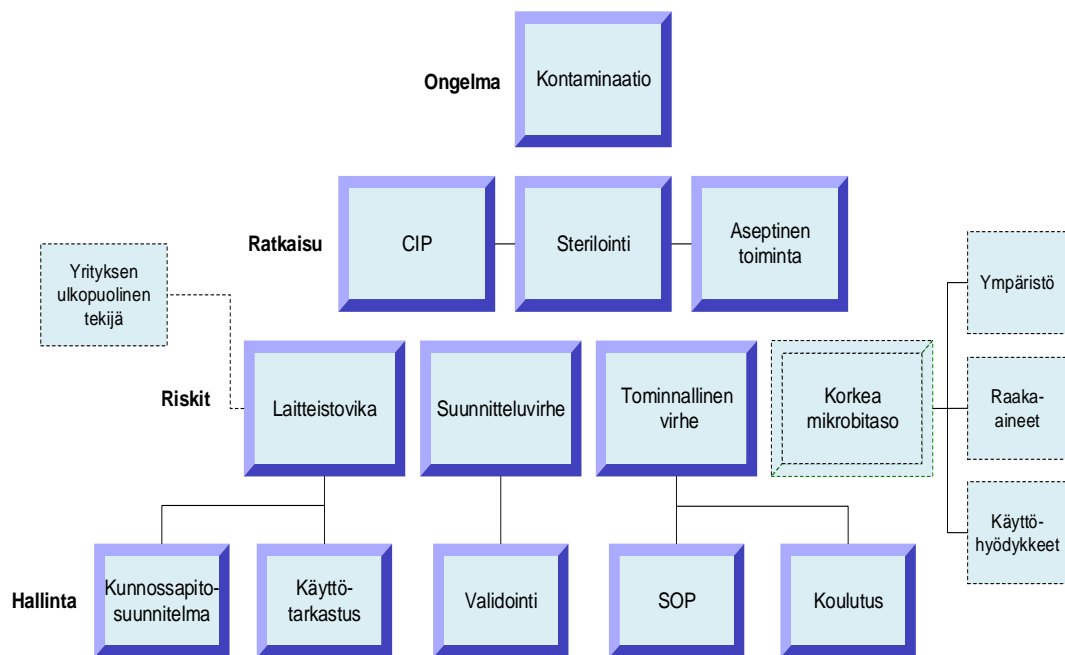 Ongelma
Kontaminaatio
Ratkaisu
CIP
Sterilointi
Aseptinen
toiminta
Yrityksen
ulkopuolinen
tekijä
Ympäristö
Riskit
Laitteistovika
Suunnitteluvirhe
Tominnallinen
virhe
Korkea
mikrobitaso
Raaka-
aineet
Käyttö-
hyödykkeet
Hallinta
Kunnossapito-
suunnitelma
Käyttö-
tarkastus
Validointi
SOP
Koulutus